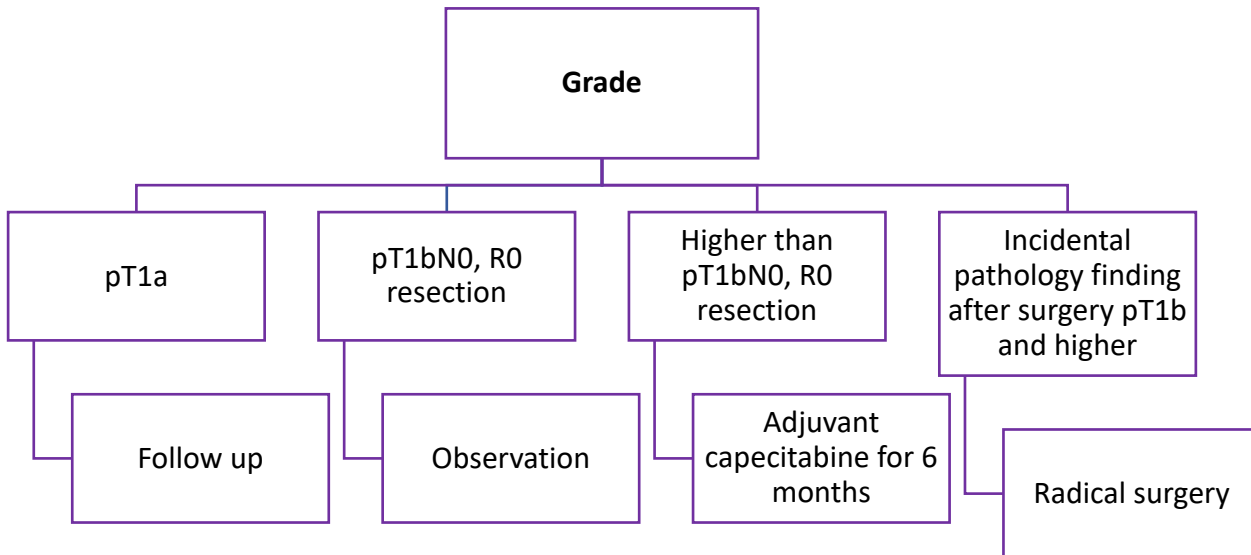 Grade
pT1a
pT1bN0, R0
resection
Higher than
pT1bN0, R0
resection
Incidental
pathology finding
after surgery pT1b
and higher
Follow up
Observation
Adjuvant
capecitabine for 6
months
Radical surgery